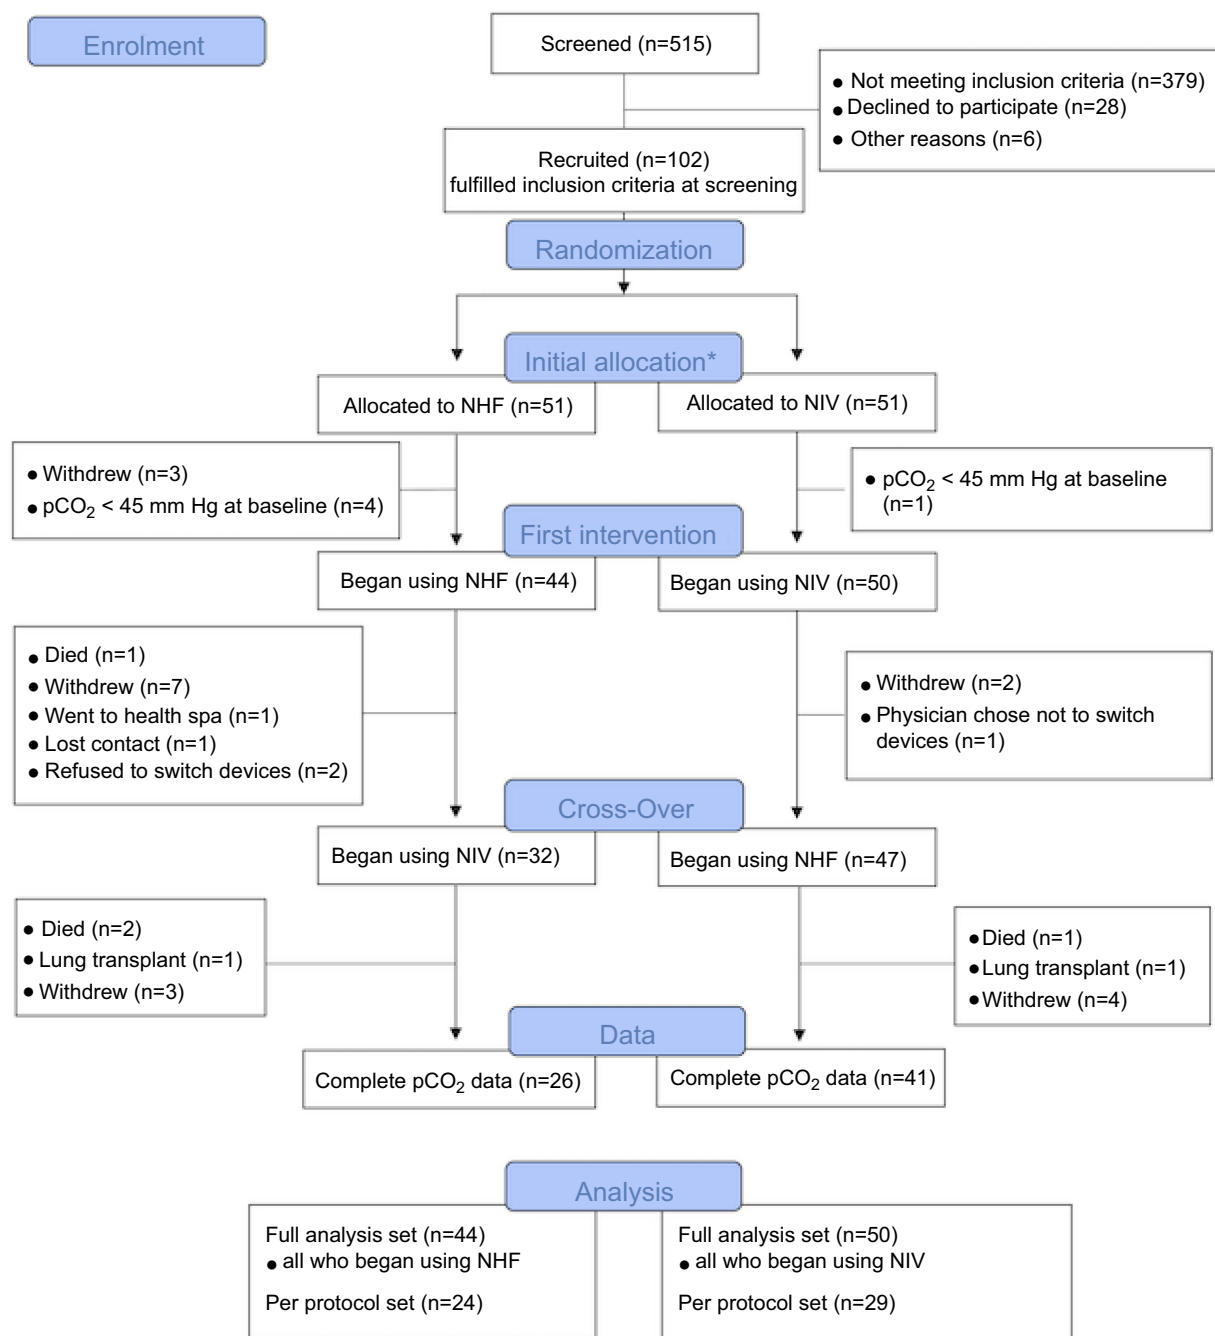 Enrolment
Screened (n=515)
● Not meeting inclusion criteria (n=379)
● Declined to participate (n=28)
● Other reasons (n=6)
Recruited (n=102)
fulfilled inclusion criteria at screening
Randomization
Initial allocation*
Allocated to NHF (n=51)
Allocated to NIV (n=51)
● Withdrew (n=3)
● pCO₂ < 45 mm Hg at baseline (n=4)
● pCO₂ < 45 mm Hg at baseline
(n=1)
First intervention
Began using NHF (n=44)
Began using NIV (n=50)
● Died (n=1)
● Withdrew (n=7)
● Went to health spa (n=1)
● Lost contact (n=1)
● Refused to switch devices (n=2)
● Withdrew (n=2)
● Physician chose not to switch
devices (n=1)
Cross-Over
Began using NIV (n=32)
Began using NHF (n=47)
● Died (n=2)
● Lung transplant (n=1)
● Withdrew (n=3)
● Died (n=1)
● Lung transplant (n=1)
● Withdrew (n=4)
Data
Complete pCO₂ data (n=26)
Complete pCO₂ data (n=41)
Analysis
Full analysis set (n=44)
● all who began using NHF
Per protocol set (n=24)
Full analysis set (n=50)
● all who began using NIV
Per protocol set (n=29)